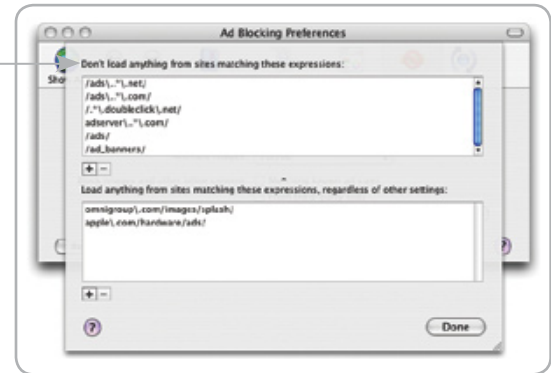 Ad Blocking Preferences
Don't load anything from sites matching these expressions:
/ads\..*\.net/
/ads\..*\.com/
/.*\.doubleclick\.net/
adserver\..*\.com/
/ads/
/ad_banners/
+ −
Load anything from sites matching these expressions, regardless of other settings:
omnigroup\.com/images/splash/
apple\.com/hardware/ads/
+ −
? Done